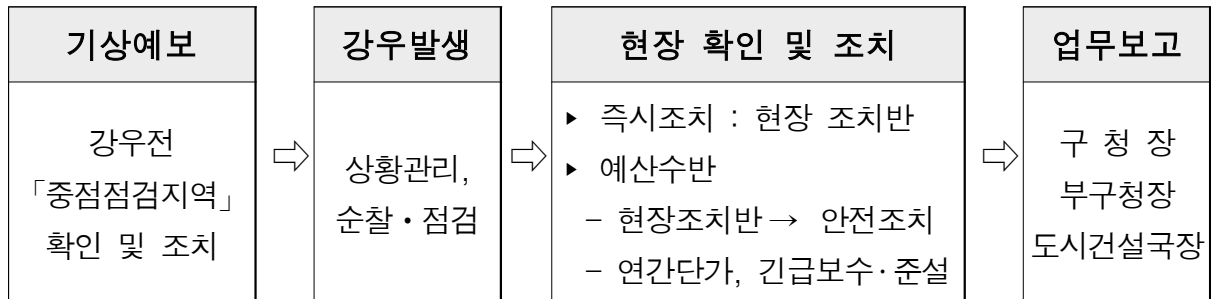 기상예보
강우전
「중점점검지역」
확인 및 조치
⇨
강우발생
상황관리,
순찰・점검
⇨
현장 확인 및 조치
▸ 즉시조치 : 현장 조치반
▸ 예산수반
- 현장조치반→ 안전조치
- 연간단가, 긴급보수·준설
⇨
업무보고
구 청 장
부구청장
도시건설국장